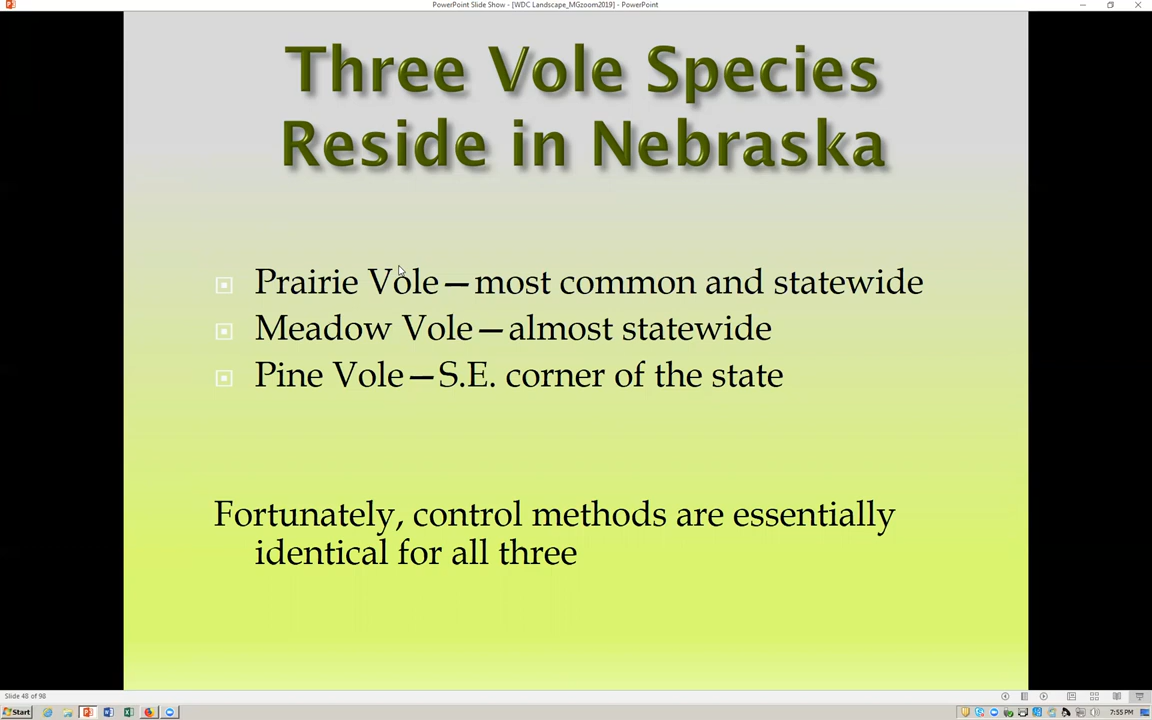 PowerPoint Slide Show - [WDC Landscape_MGzoom2019] - PowerPoint
Three Vole Species
Reside in Nebraska
Prairie Vole—most common and statewide
Meadow Vole—almost statewide
Pine Vole—S.E. corner of the state
Fortunately, control methods are essentially
identical for all three
Slide 48 of 98
Start
7:55 PM